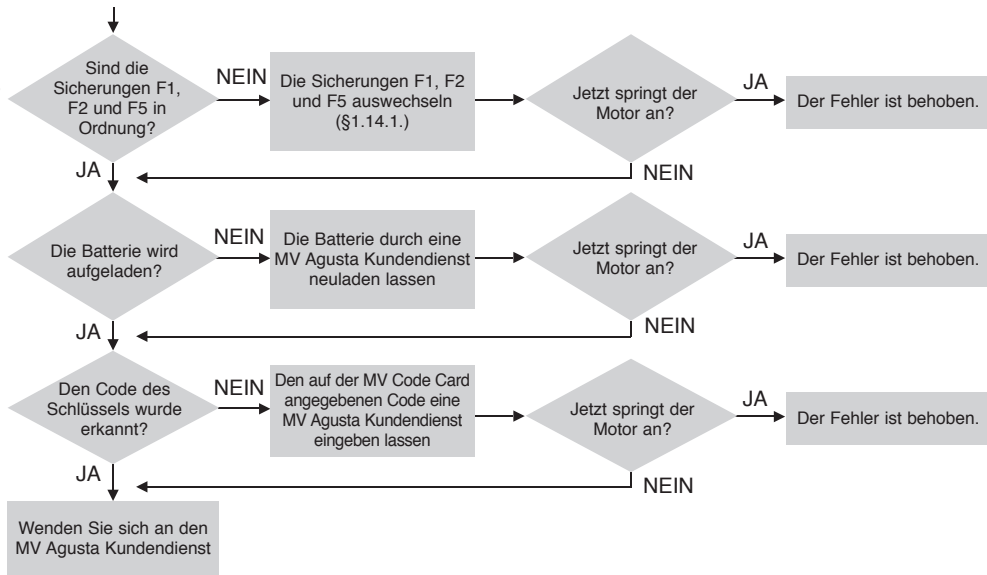 Sind die
Sicherungen F1,
F2 und F5 in
Ordnung?
NEIN
Die Sicherungen F1, F2
und F5 auswechseln
(§1.14.1.)
Jetzt springt der
Motor an?
JA
Der Fehler ist behoben.
JA
NEIN
Die Batterie wird
aufgeladen?
NEIN
Die Batterie durch eine
MV Agusta Kundendienst
neuladen lassen
Jetzt springt der
Motor an?
JA
Der Fehler ist behoben.
JA
NEIN
Den Code des
Schlüssels wurde
erkannt?
NEIN
Den auf der MV Code Card
angegebenen Code eine
MV Agusta Kundendienst
eingeben lassen
Jetzt springt der
Motor an?
JA
Der Fehler ist behoben.
JA
NEIN
Wenden Sie sich an den
MV Agusta Kundendienst